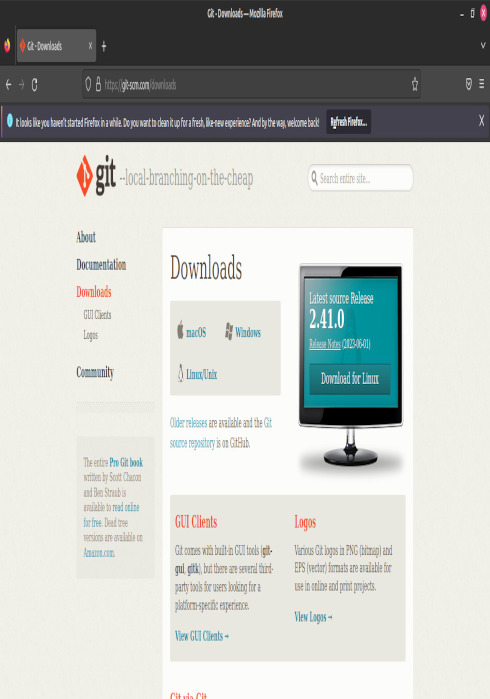 Git - Downloads — Mozilla Firefox
Git - Downloads
https://git-scm.com/downloads
It looks like you haven't started Firefox in a while. Do you want to clean it up for a fresh, like-new experience? And by the way, welcome back!
Refresh Firefox...
git --local-branching-on-the-cheap
Search entire site...
About
Documentation
Downloads
GUI Clients
Logos
Community
The entire Pro Git book
written by Scott Chacon
and Ben Straub is
available to read online
for free. Dead tree
versions are available on
Amazon.com.
Downloads
macOS
Windows
Linux/Unix
Older releases are available and the Git
source repository is on GitHub.
Latest source Release
2.41.0
Release Notes (2023-06-01)
Download for Linux
GUI Clients
Git comes with built-in GUI tools (git-
gui, gitk), but there are several third-
party tools for users looking for a
platform-specific experience.
View GUI Clients →
Logos
Various Git logos in PNG (bitmap) and
EPS (vector) formats are available for
use in online and print projects.
View Logos →
Git via Git